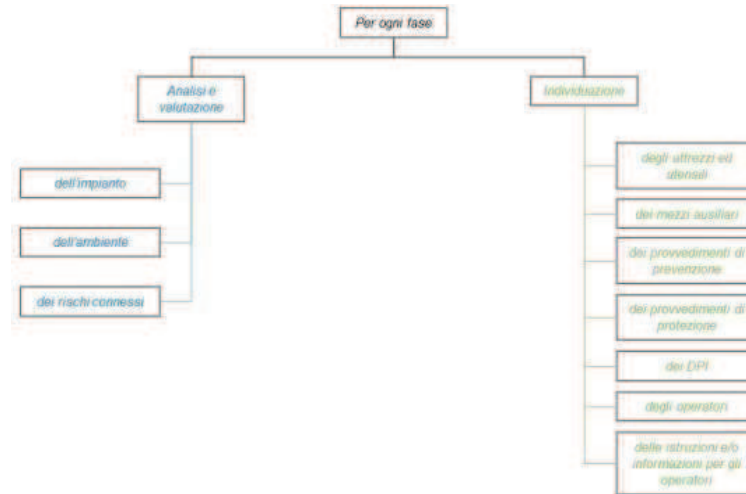 Per ogni fase
Analisi e
valutazione
dell'impianto
dell'ambiente
dei rischi connessi
Individuazione
degli attrezzi ed
utensili
dei mezzi ausiliari
dei provvedimenti di
prevenzione
dei provvedimenti di
protezione
dei DPI
degli operatori
delle istruzioni e/o
informazioni per gli
operatori